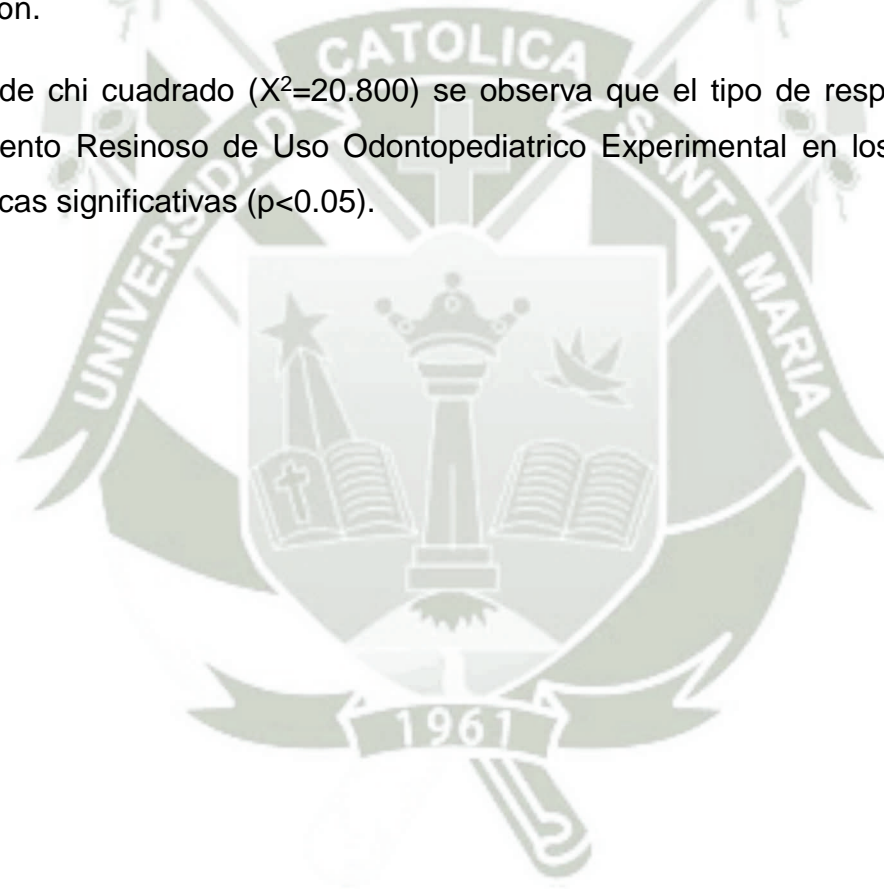 on.
de chi cuadrado (X²=20.800) se observa que el tipo de resp
ento Resinoso de Uso Odontopediatrico Experimental en los
cas significativas (p<0.05).
UNIVERSIDAD CATOLICA SANTA MARIA
1961